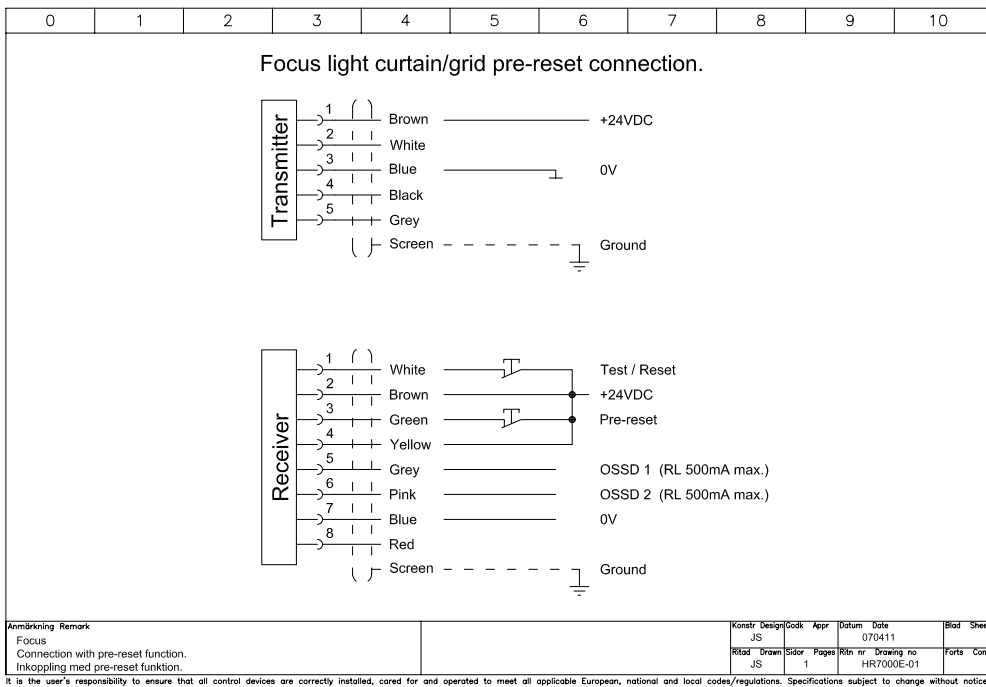 0 1 2 3 4 5 6 7 8 9 10
Focus light curtain/grid pre-reset connection.
Transmitter
1 Brown +24VDC
2 White
3 Blue 0V
4 Black
5 Grey
Screen Ground
Receiver
1 White Test / Reset
2 Brown +24VDC
3 Green Pre-reset
4 Yellow
5 Grey OSSD 1 (RL 500mA max.)
6 Pink OSSD 2 (RL 500mA max.)
7 Blue 0V
8 Red
Screen Ground
Anmärkning Remark
Focus
Connection with pre-reset function.
Inkoppling med pre-reset funktion.
Konstr Design Godk Appr Datum Date Blad Shee
JS 070411
Ritad Drawn Sidor Pages Ritn nr Drawing no Forts Con
JS 1 HR7000E-01
It is the user's responsibility to ensure that all control devices are correctly installed, cared for and operated to meet all applicable European, national and local codes/regulations. Specifications subject to change without notice